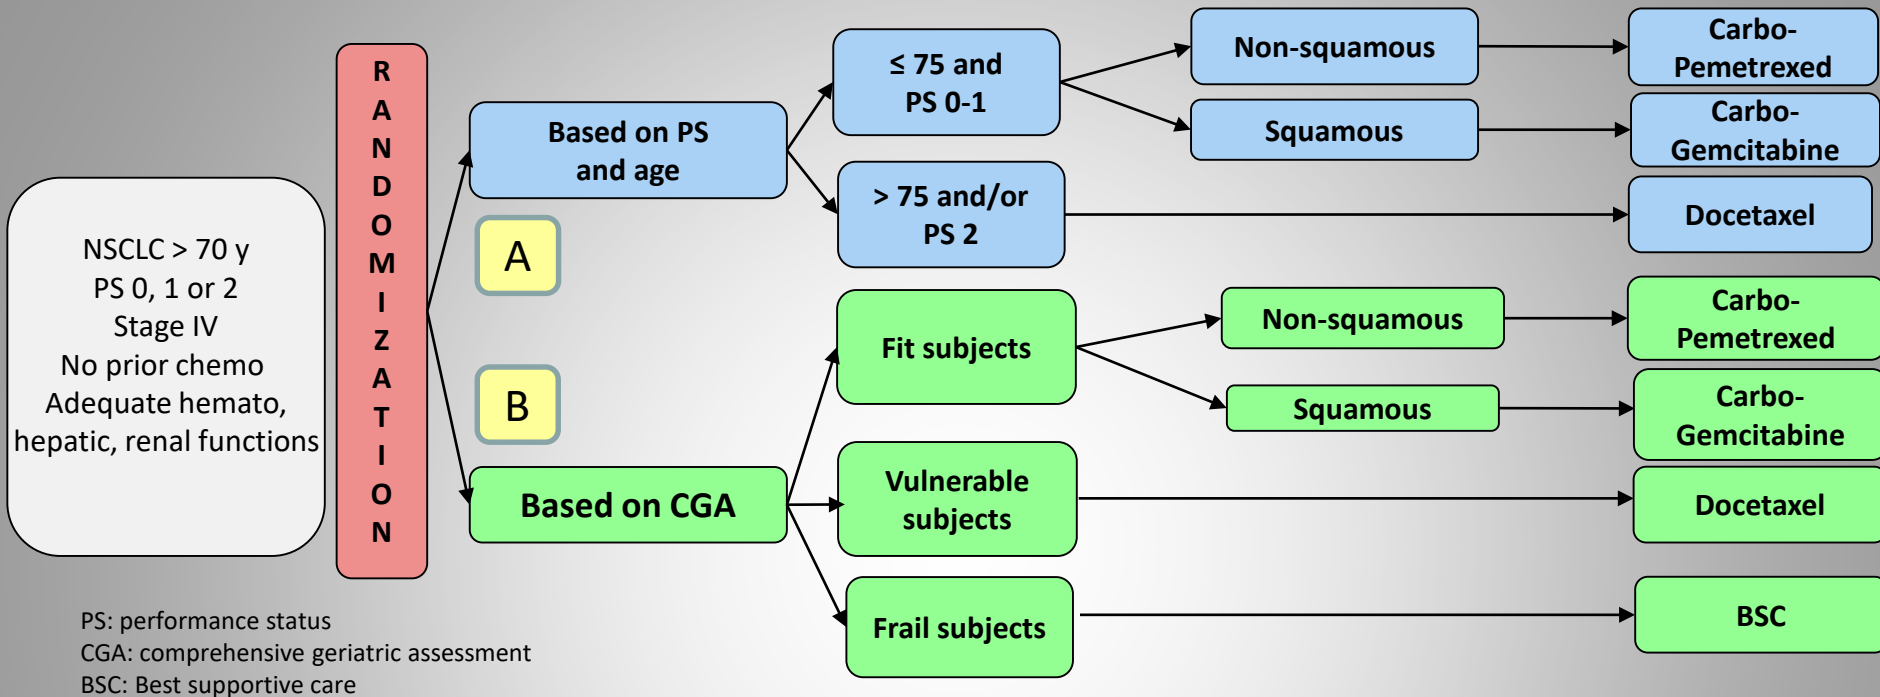 NSCLC > 70 y
PS 0, 1 or 2
Stage IV
No prior chemo
Adequate hemato,
hepatic, renal functions
R
A
N
D
O
M
I
Z
A
T
I
O
N
Based on PS
and age
A
≤ 75 and
PS 0-1
Non-squamous
Carbo-
Pemetrexed
Squamous
Carbo-
Gemcitabine
> 75 and/or
PS 2
Docetaxel
B
Based on CGA
Fit subjects
Non-squamous
Carbo-
Pemetrexed
Squamous
Carbo-
Gemcitabine
Vulnerable
subjects
Docetaxel
Frail subjects
BSC
PS: performance status
CGA: comprehensive geriatric assessment
BSC: Best supportive care